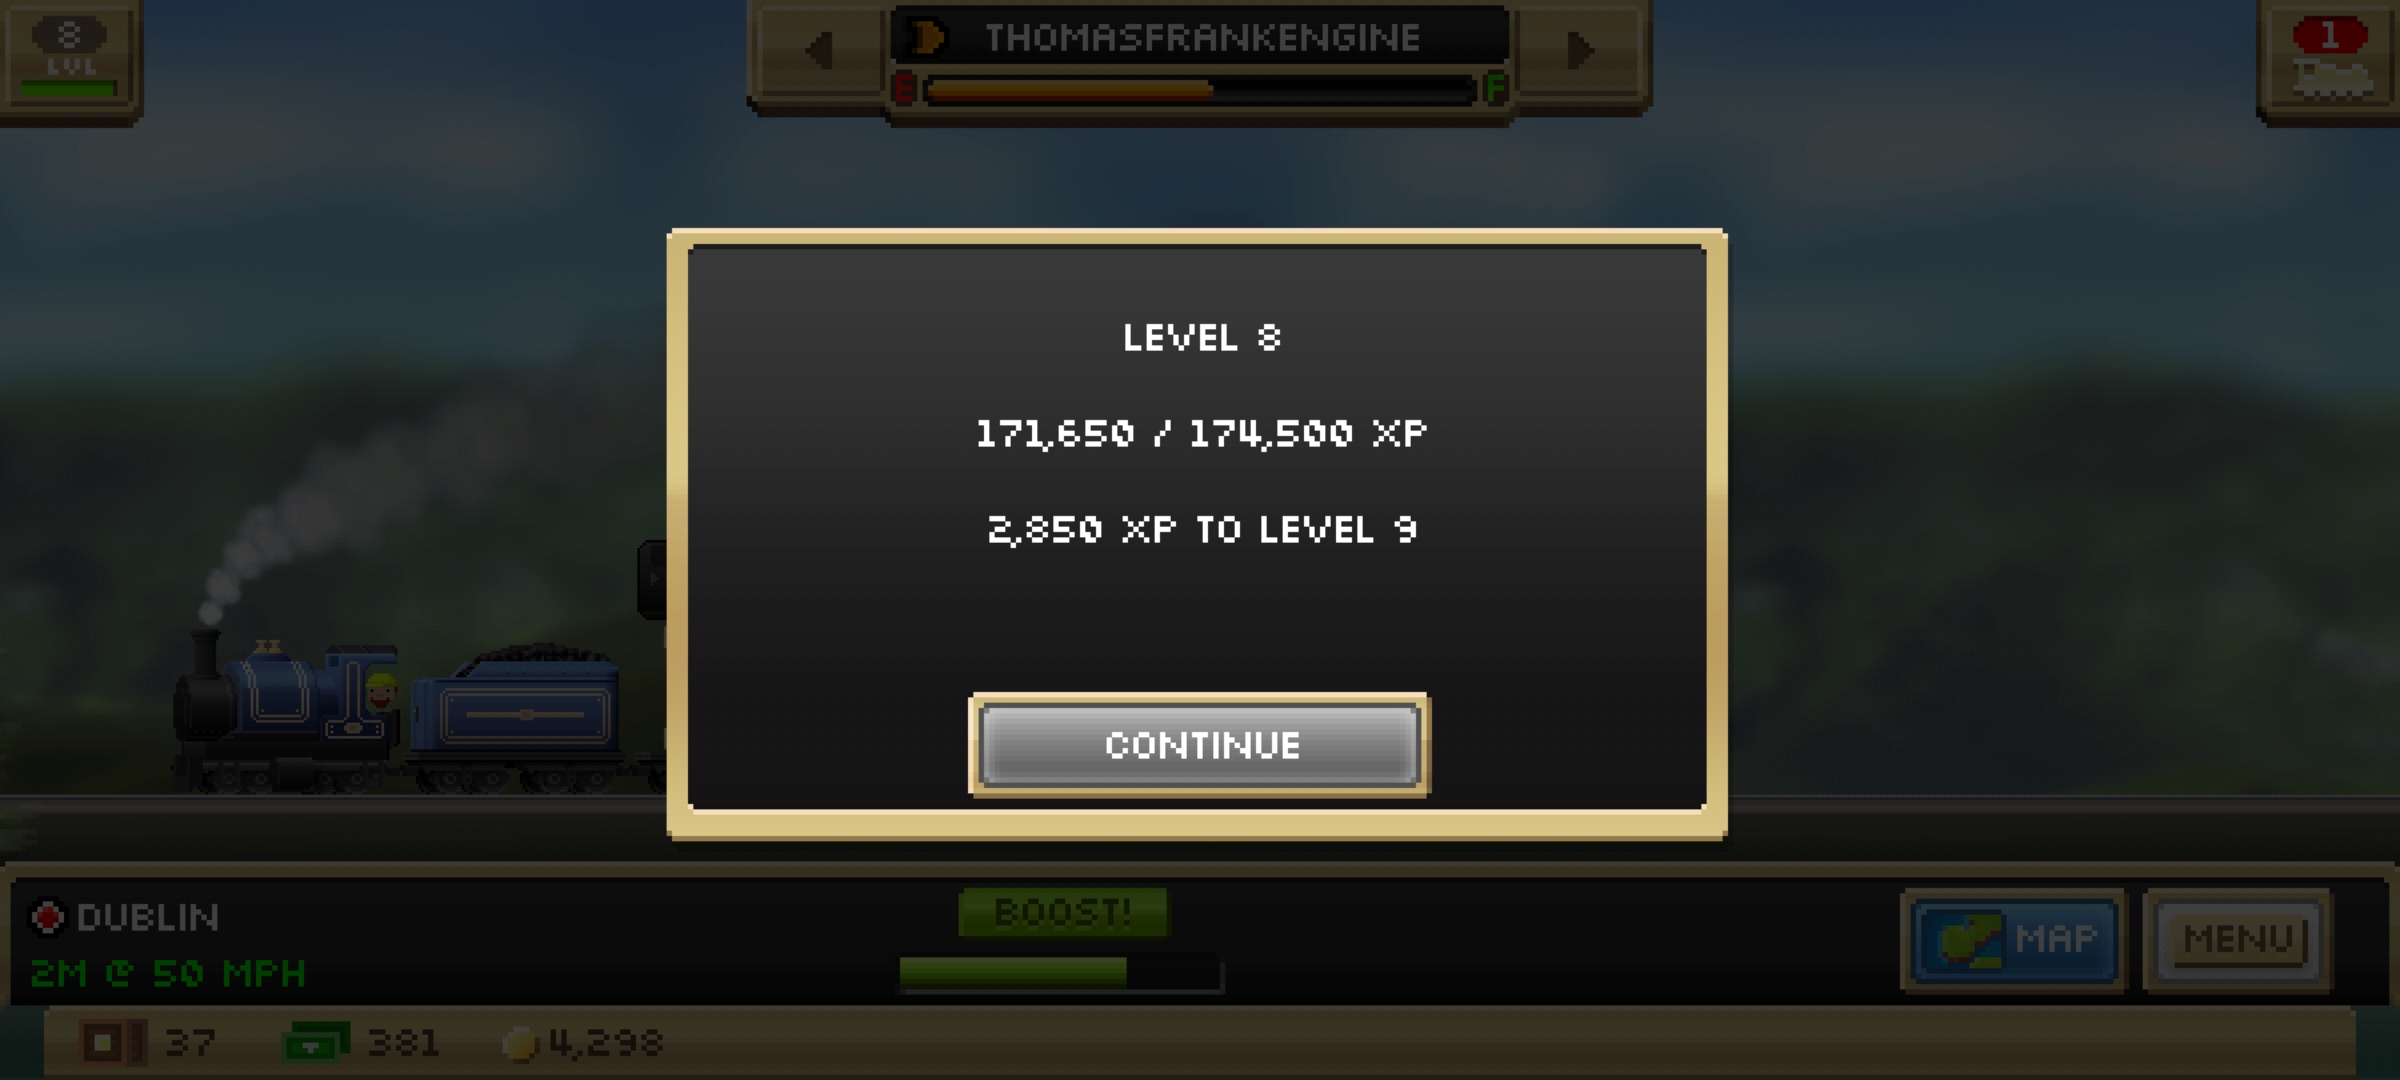 8
LVL
THOMASFRANKENGINE
E F
1
LEVEL 8
171,650 / 174,500 XP
2,850 XP TO LEVEL 9
CONTINUE
DUBLIN
2M @ 50 MPH
BOOST!
MAP
MENU
37 381 4,298